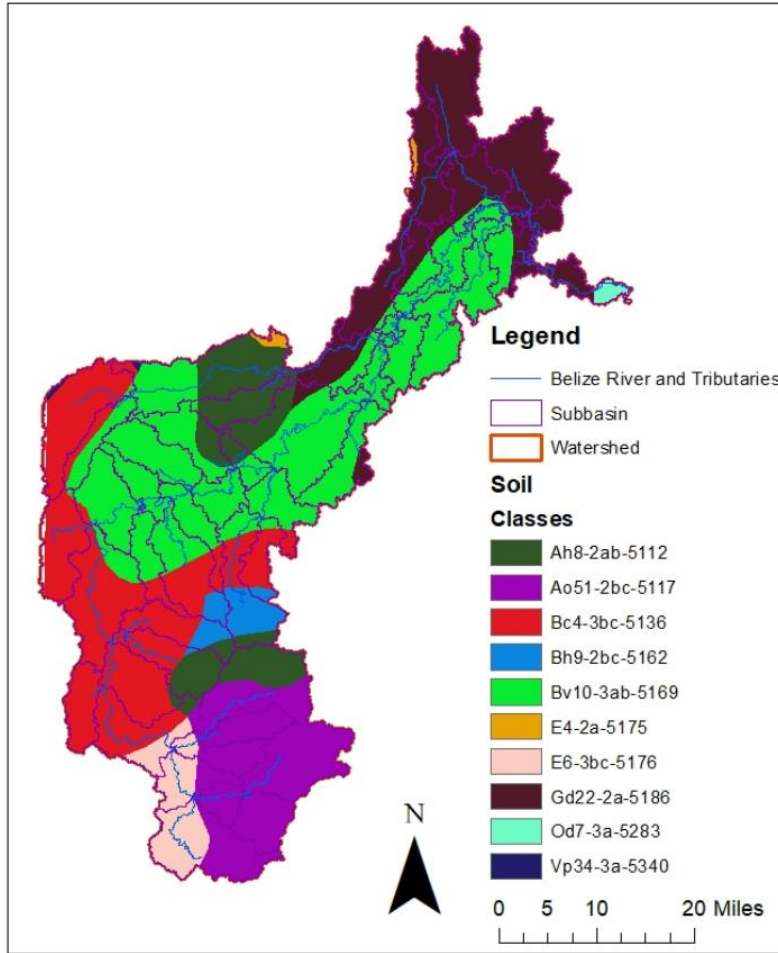 Legend
Belize River and Tributaries
Subbasin
Watershed
Soil
Classes
Ah8-2ab-5112
Ao51-2bc-5117
Bc4-3bc-5136
Bh9-2bc-5162
Bv10-3ab-5169
E4-2a-5175
E6-3bc-5176
Gd22-2a-5186
Od7-3a-5283
Vp34-3a-5340
N
0 5 10 20 Miles